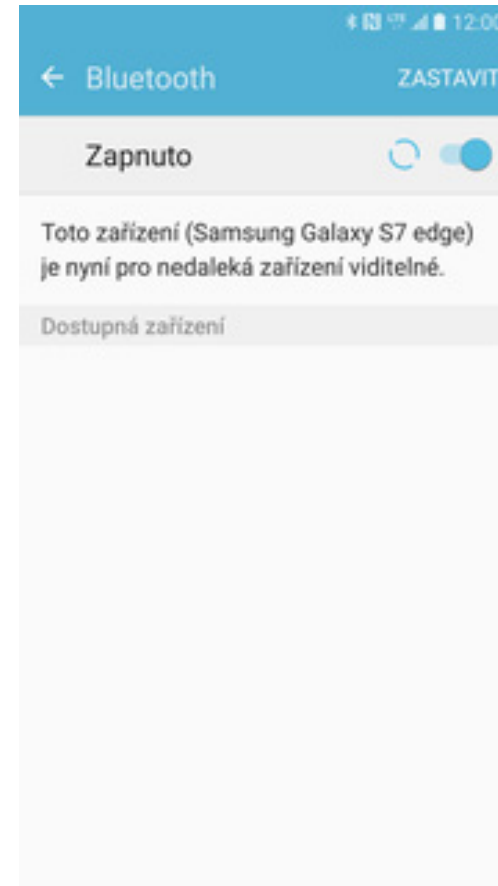 12:00
Bluetooth ZASTAVIT
Zapnuto
Toto zařízení (Samsung Galaxy S7 edge)
je nyní pro nedaleká zařízení viditelné.
Dostupná zařízení